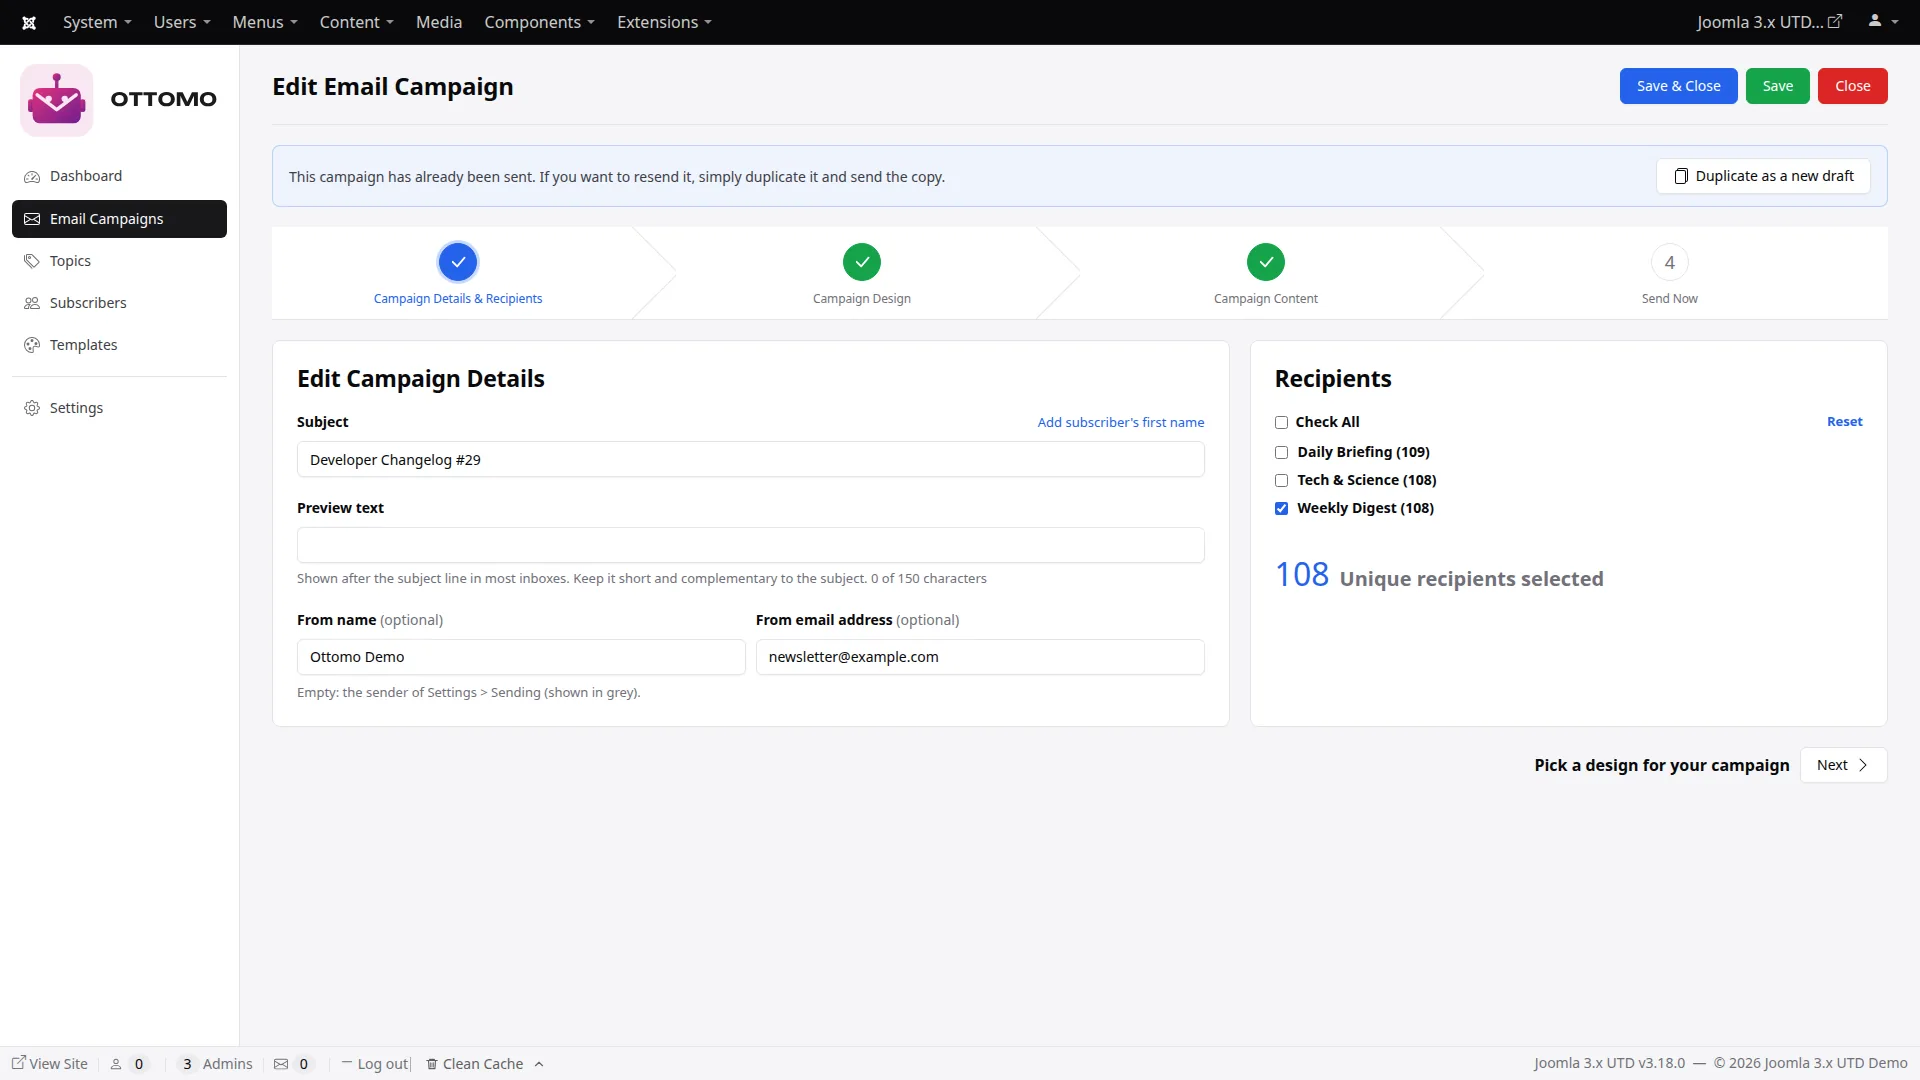 System Users Menus Content Media Components Extensions Joomla 3.x UTD...
OTTOMO
Dashboard
Email Campaigns
Topics
Subscribers
Templates
Settings
Edit Email Campaign
Save & Close Save Close
This campaign has already been sent. If you want to resend it, simply duplicate it and send the copy.
Duplicate as a new draft
Campaign Details & Recipients
Campaign Design
Campaign Content
4
Send Now
Edit Campaign Details
Subject Add subscriber's first name
Developer Changelog #29
Preview text
Shown after the subject line in most inboxes. Keep it short and complementary to the subject. 0 of 150 characters
From name (optional) From email address (optional)
Ottomo Demo newsletter@example.com
Empty: the sender of Settings > Sending (shown in grey).
Recipients
Check All Reset
Daily Briefing (109)
Tech & Science (108)
Weekly Digest (108)
108 Unique recipients selected
Pick a design for your campaign Next
View Site 0 3 Admins 0 Log out Clean Cache Joomla 3.x UTD v3.18.0 — © 2026 Joomla 3.x UTD Demo